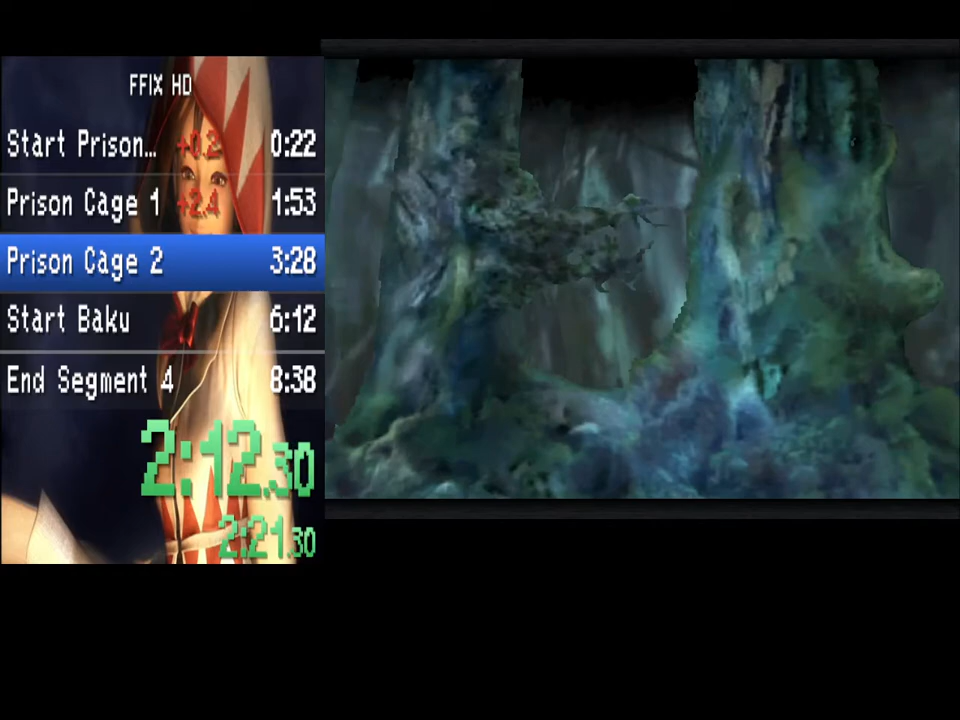 FFIX HD
Start Prison... +0.2 0:22
Prison Cage 1 +2.4 1:53
Prison Cage 2 3:28
Start Baku 6:12
End Segment 4 8:38
2:12.30
2:21.30